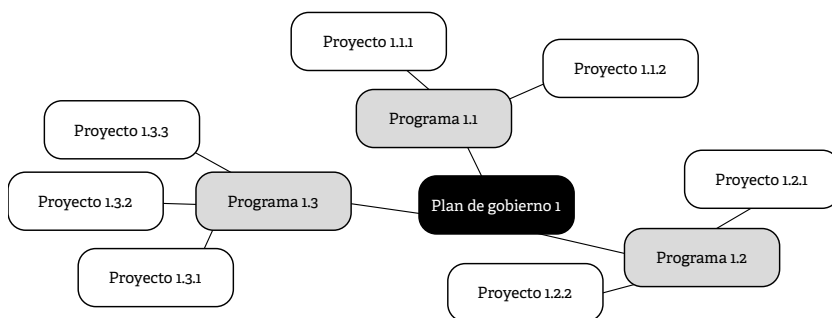 Proyecto 1.1.1
Proyecto 1.1.2
Programa 1.1
Proyecto 1.3.3
Proyecto 1.2.1
Proyecto 1.3.2
Programa 1.3
Plan de gobierno 1
Programa 1.2
Proyecto 1.3.1
Proyecto 1.2.2